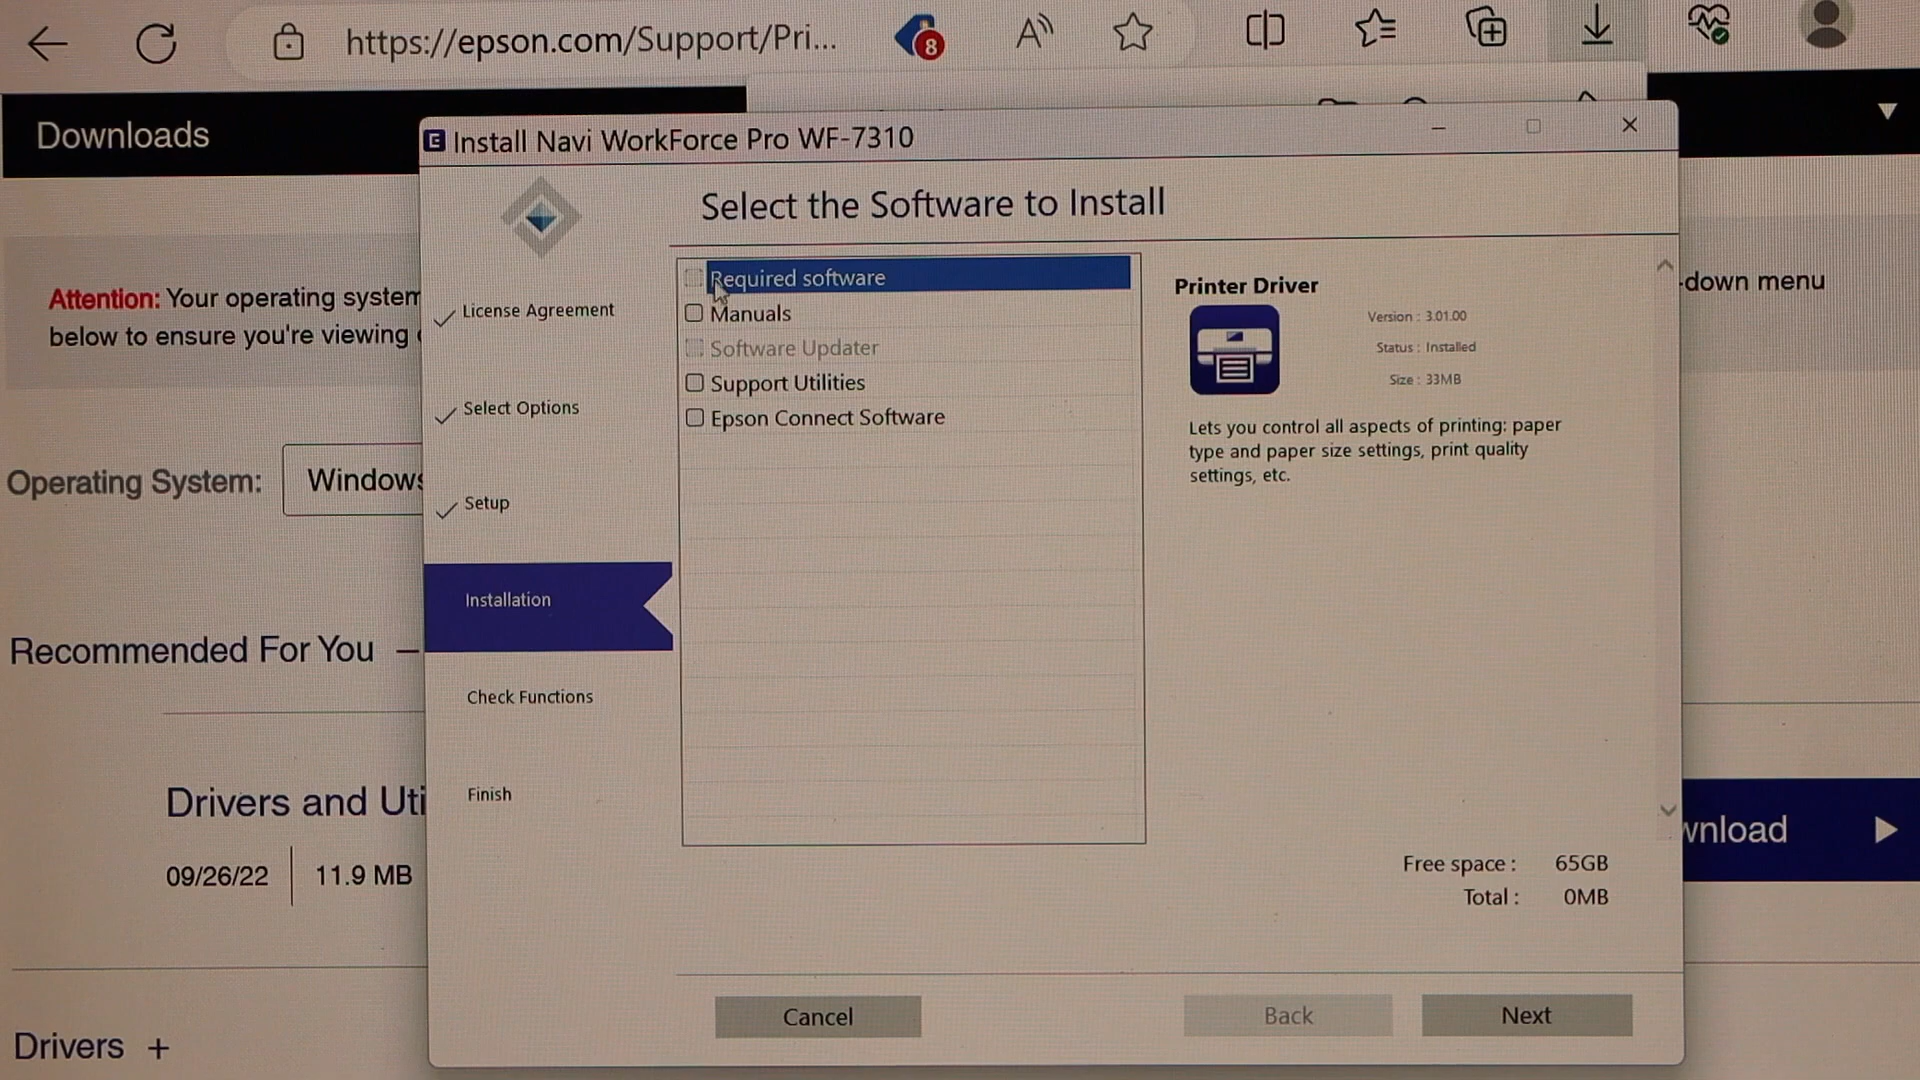 https://epson.com/Support/Pri...
8
Downloads
Install Navi WorkForce Pro WF-7310
Select the Software to Install
Attention: Your operating system
below to ensure you're viewing
-down menu
License Agreement
Select Options
Setup
Installation
Check Functions
Finish
Required software
Manuals
Software Updater
Support Utilities
Epson Connect Software
Printer Driver
Version : 3.01.00
Status : Installed
Size : 33MB
Lets you control all aspects of printing: paper
type and paper size settings, print quality
settings, etc.
Operating System:
Windows
Recommended For You —
Drivers and Uti
09/26/22
11.9 MB
wnload
Free space : 65GB
Total : 0MB
Drivers +
Cancel
Back
Next